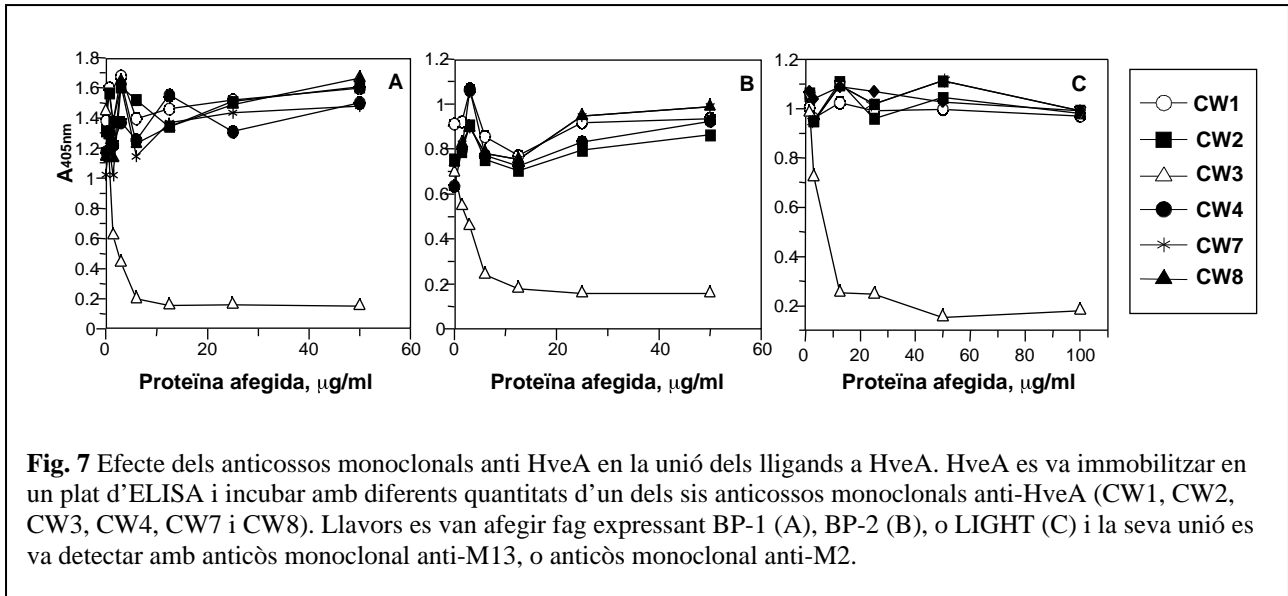 A405nm
1.8
1.6
1.4
1.2
1
0.8
0.6
0.4
0.2
0
A
0
20
40
60
Proteïna afegida, μg/ml
1.2
1
0.8
0.6
0.4
0.2
0
B
0
10
20
30
40
50
60
Proteïna afegida, μg/ml
1.2
1
0.8
0.6
0.4
0.2
C
0
20
40
60
80
100
Proteïna afegida, μg/ml
CW1
CW2
CW3
CW4
CW7
CW8
Fig. 7 Efecte dels anticossos monoclonals anti HveA en la unió dels lligands a HveA. HveA es va immobilitzar en
un plat d’ELISA i incubar amb diferents quantitats d’un dels sis anticossos monoclonals anti-HveA (CW1, CW2,
CW3, CW4, CW7 i CW8). Llavors es van afegir fag expressant BP-1 (A), BP-2 (B), o LIGHT (C) i la seva unió es
va detectar amb anticòs monoclonal anti-M13, o anticòs monoclonal anti-M2.